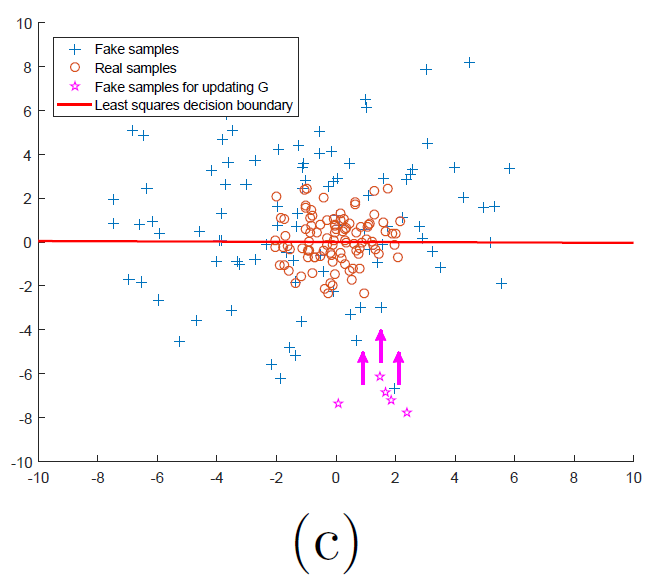 10
8
6
4
2
0
-2
-4
-6
-8
-10
Fake samples
Real samples
Fake samples for updating G
Least squares decision boundary
-10 -8 -6 -4 -2 0 2 4 6 8 10
(c)